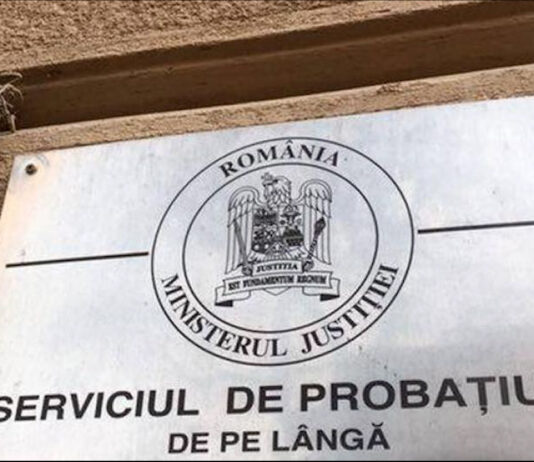 ROMÂNIA
JUSTITIA
EST FUNDAMENTUM REGNUM
MINISTERUL JUSTIȚIEI
SERVICIUL DE PROBAȚIU
DE PE LÂNGĂ